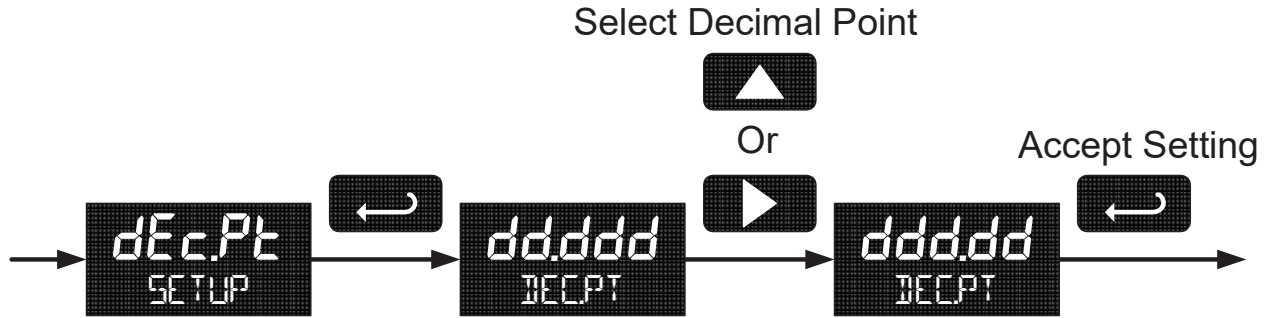 Select Decimal Point
Or
Accept Setting
dEc.Pt
SETUP
dd.ddd
DEC.PT
ddd.dd
DEC.PT